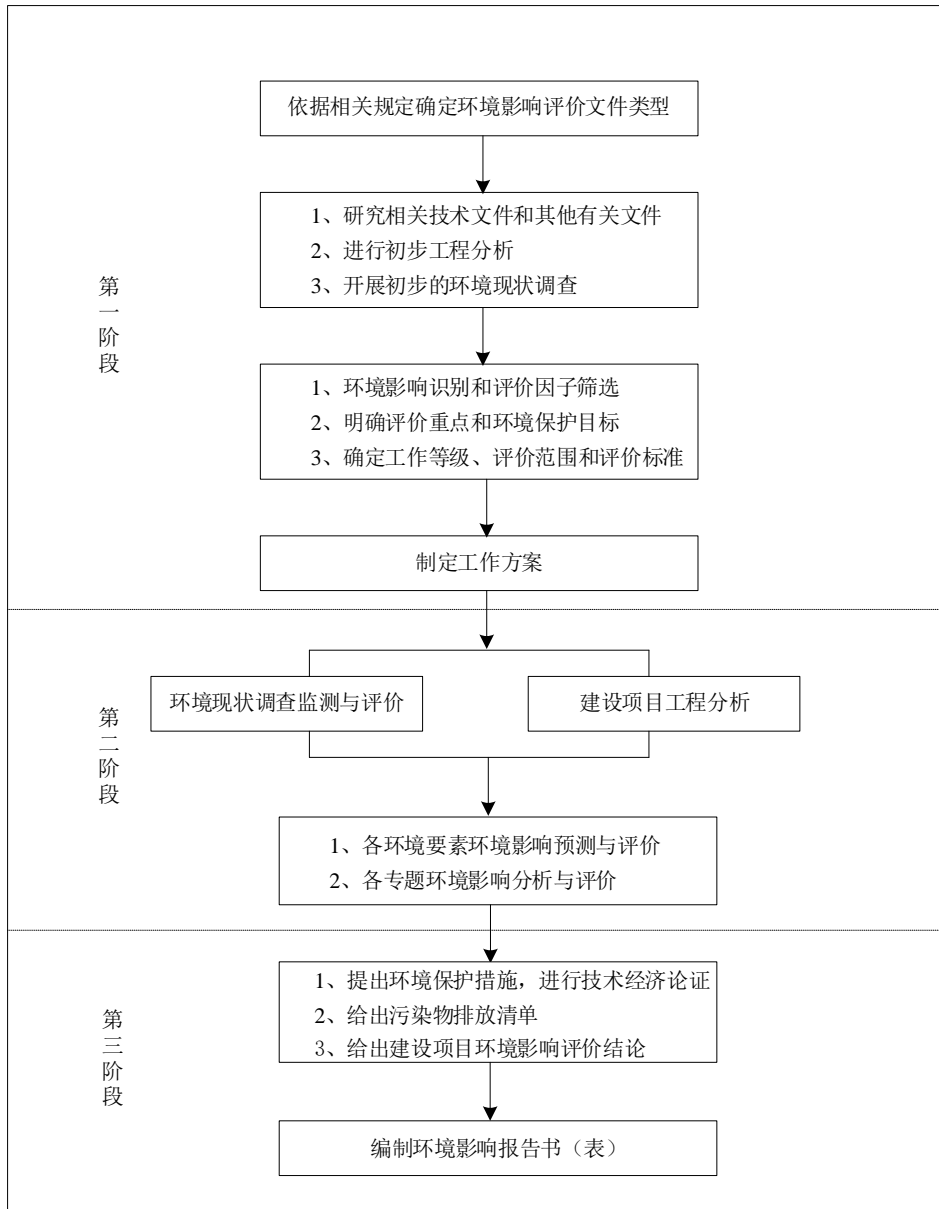 依据相关规定确定环境影响评价文件类型
1、研究相关技术文件和其他有关文件
2、进行初步工程分析
3、开展初步的环境现状调查
第一阶段
1、环境影响识别和评价因子筛选
2、明确评价重点和环境保护目标
3、确定工作等级、评价范围和评价标准
制定工作方案
第二阶段
环境现状调查监测与评价
建设项目工程分析
1、各环境要素环境影响预测与评价
2、各专题环境影响分析与评价
第三阶段
1、提出环境保护措施，进行技术经济论证
2、给出污染物排放清单
3、给出建设项目环境影响评价结论
编制环境影响报告书（表）